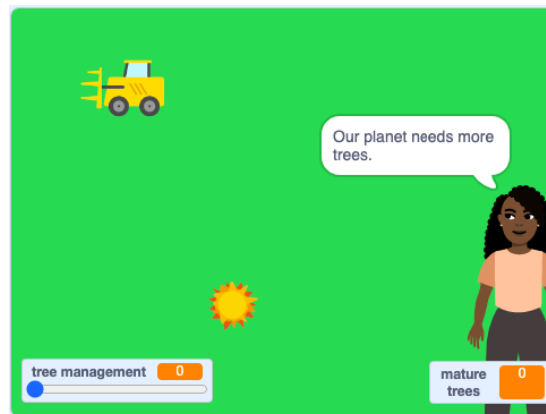 Our planet needs more
trees.
tree management 0
mature
trees 0